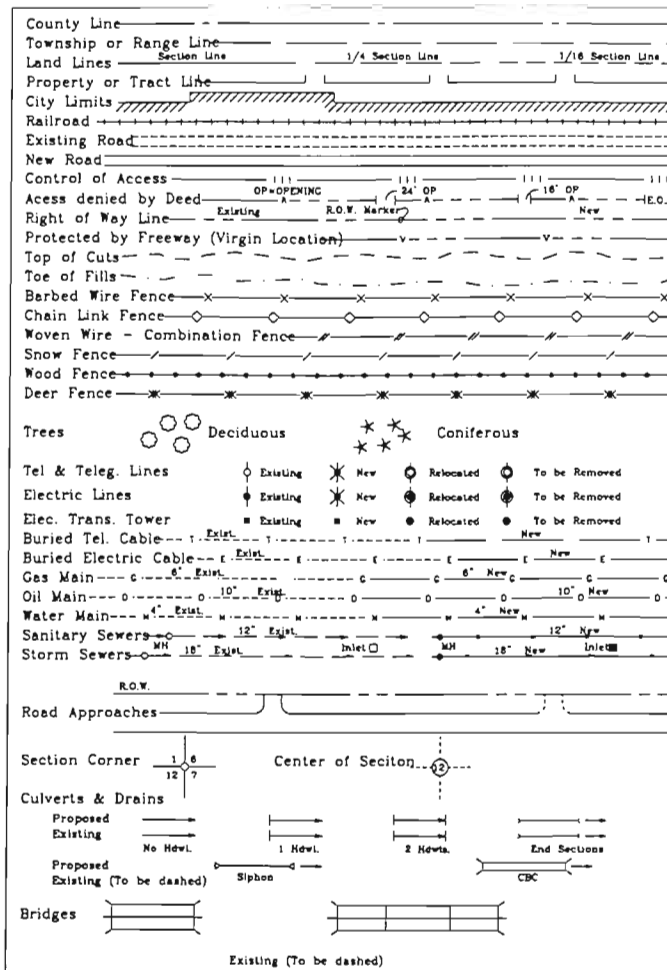 County Line
Township or Range Line
Land Lines Section Line 1/4 Section Line 1/16 Section Line
Property or Tract Line
City Limits
Railroad
Existing Road
New Road
Control of Access
Acess denied by Deed OP=OPENING A 24' OP A 16' OP A E.O.
Right of Way Line Existing R.O.W. Marker New
Protected by Freeway (Virgin Location) V V
Top of Cuts
Toe of Fills
Barbed Wire Fence
Chain Link Fence
Woven Wire - Combination Fence
Snow Fence
Wood Fence
Deer Fence
Trees Deciduous Coniferous
Tel & Teleg. Lines Existing New Relocated To be Removed
Electric Lines Existing New Relocated To be Removed
Elec. Trans. Tower Existing New Relocated To be Removed
Buried Tel. Cable T Exist. T T T New T
Buried Electric Cable E Exist. E E E New E
Gas Main G 6" Exist. G G 6" New G G G
Oil Main O O 10" Exist. O O O O 10" New O O
Water Main M 4" Exist. M M M M 4" New M M
Sanitary Sewers 12" Exist. 12" New
Storm Sewers MH 18" Exist. Inlet MH 18" New Inlet
R.O.W.
Road Approaches
Section Corner 1 6 12 7 Center of Seciton 12
Culverts & Drains
Proposed
Existing
No Hdwl. 1 Hdwl. 2 Hdwls. End Sections
Proposed
Existing (To be dashed) Siphon CBC
Bridges
Existing (To be dashed)